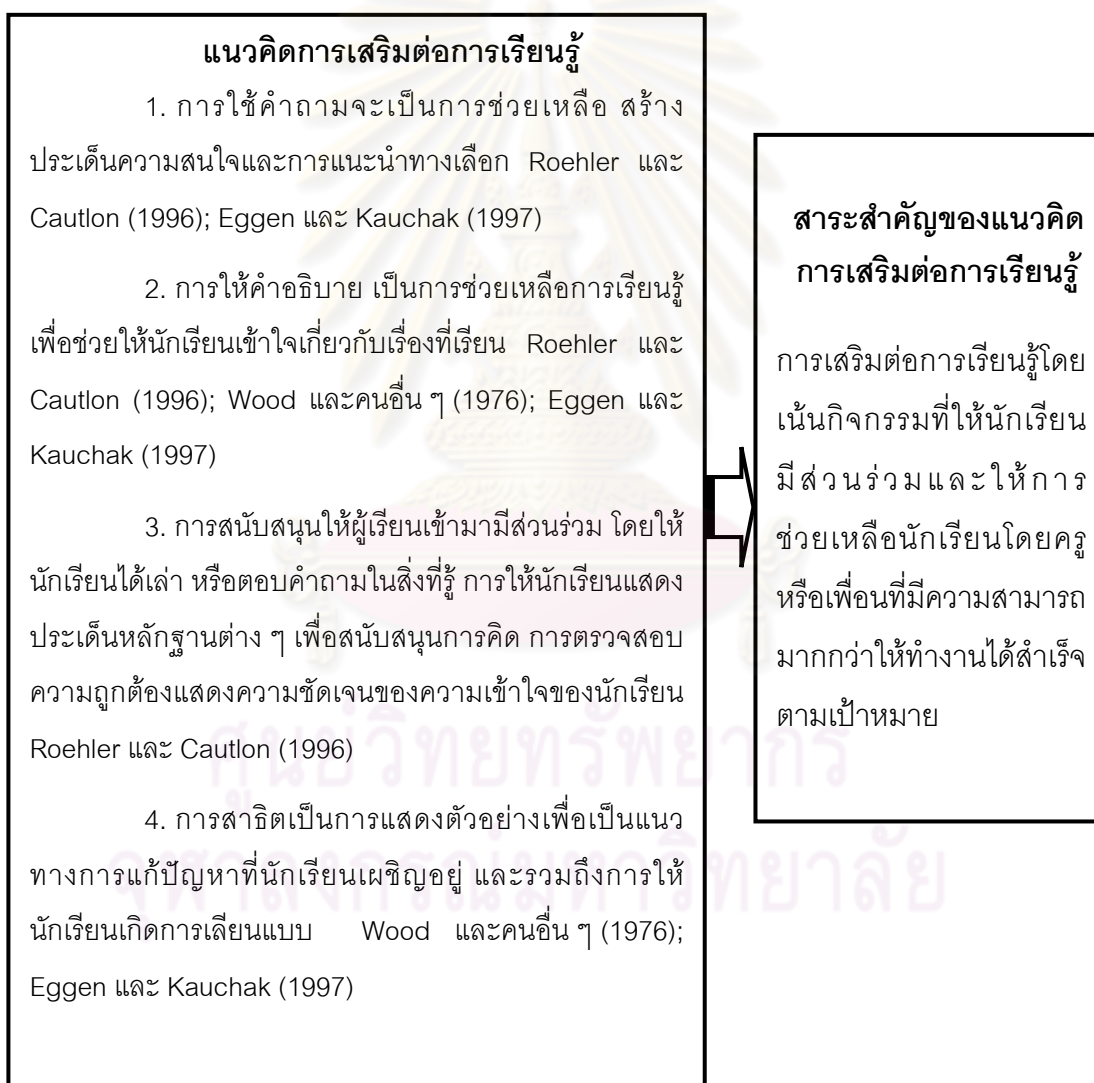 แนวคิดการเสริมต่อการเรียนรู้
1. การใช้คำถามจะเป็นการช่วยเหลือ สร้าง
ประเด็นความสนใจและการแนะนำทางเลือก Roehler และ
Cautlon (1996); Eggen และ Kauchak (1997)
2. การให้คำอธิบาย เป็นการช่วยเหลือการเรียนรู้
เพื่อช่วยให้นักเรียนเข้าใจเกี่ยวกับเรื่องที่เรียน Roehler และ
Cautlon (1996); Wood และคนอื่น ๆ (1976); Eggen และ
Kauchak (1997)
3. การสนับสนุนให้ผู้เรียนเข้ามามีส่วนร่วม โดยให้
นักเรียนได้เล่า หรือตอบคำถามในสิ่งที่รู้ การให้นักเรียนแสดง
ประเด็นหลักฐานต่าง ๆ เพื่อสนับสนุนการคิด การตรวจสอบ
ความถูกต้องแสดงความชัดเจนของความเข้าใจของนักเรียน
Roehler และ Cautlon (1996)
4. การสาธิตเป็นการแสดงตัวอย่างเพื่อเป็นแนว
ทางการแก้ปัญหาที่นักเรียนเผชิญอยู่ และรวมถึงการให้
นักเรียนเกิดการเลียนแบบ Wood และคนอื่น ๆ (1976);
Eggen และ Kauchak (1997)
สาระสำคัญของแนวคิด
การเสริมต่อการเรียนรู้
การเสริมต่อการเรียนรู้โดย
เน้นกิจกรรมที่ให้นักเรียน
มีส่วนร่วมและให้การ
ช่วยเหลือนักเรียนโดยครู
หรือเพื่อนที่มีความสามารถ
มากกว่าให้ทำงานได้สำเร็จ
ตามเป้าหมาย
ศูนย์วิทยทรัพยากร
จุฬาลงกรณ์มหาวิทยาลัย